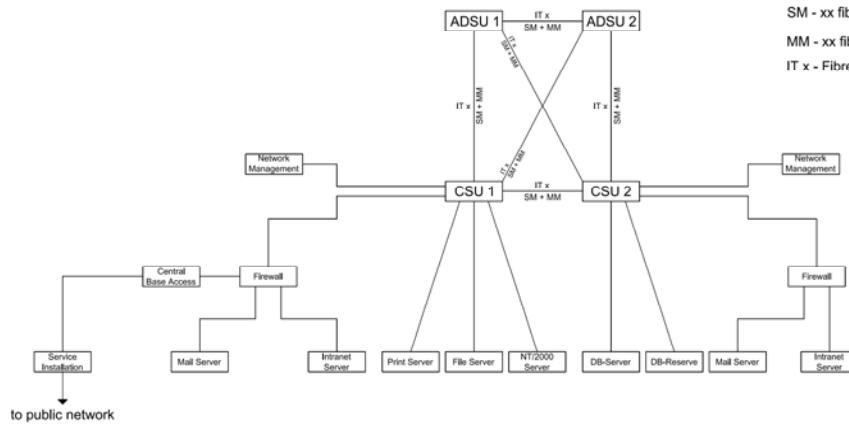 SM - xx fib
MM - xx fib
IT x - Fibre
ADSU 1
IT x
SM + MM
ADSU 2
IT x
SM + MM
IT x
SM + MM
IT x
SM + MM
IT x
SM + MM
Network
Management
CSU 1
IT x
SM + MM
CSU 2
Network
Management
Central
Base Access
Firewall
Firewall
Service
Installation
Mail Server
Intranet
Server
Print Server
File Server
NT/2000
Server
DB-Server
DB-Reserve
Mail Server
Intranet
Server
to public network